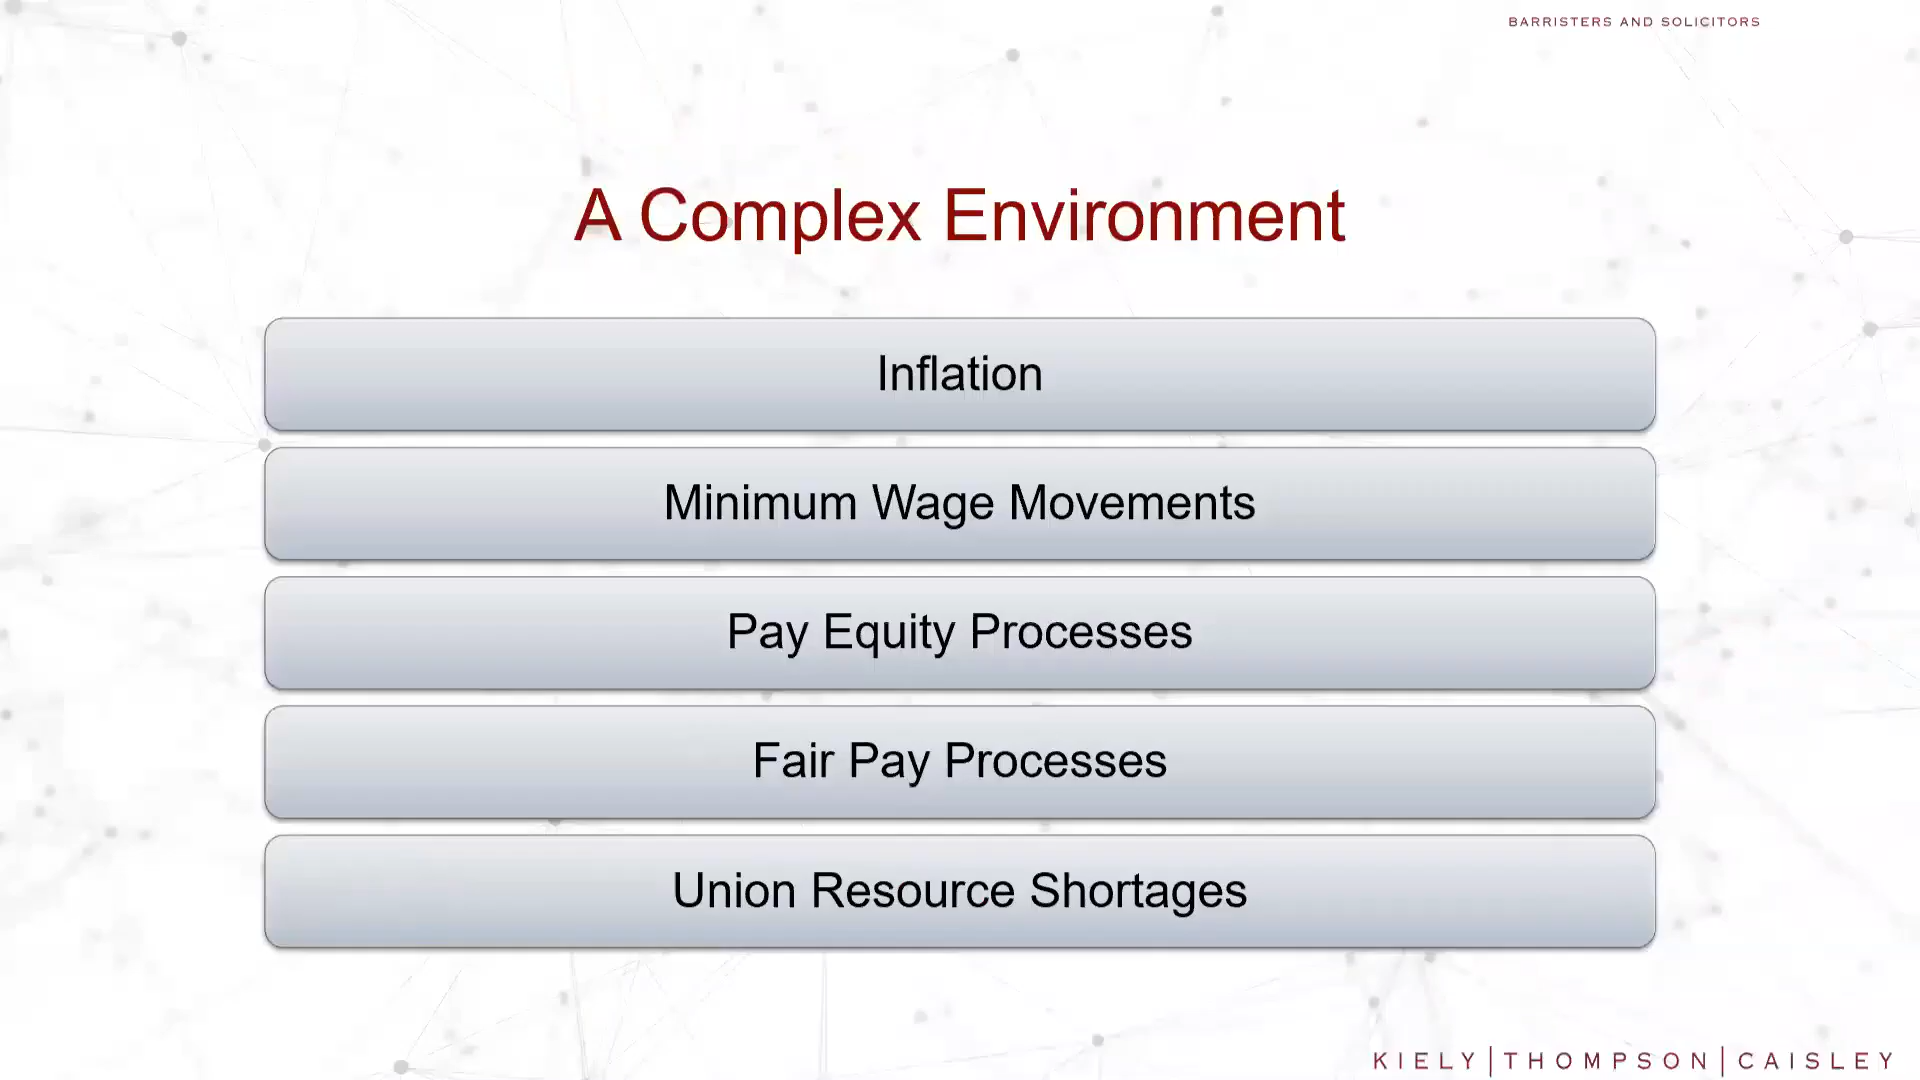 BARRISTERS AND SOLICITORS
A Complex Environment
Inflation
Minimum Wage Movements
Pay Equity Processes
Fair Pay Processes
Union Resource Shortages
KIELY|THOMPSON|CAISLEY